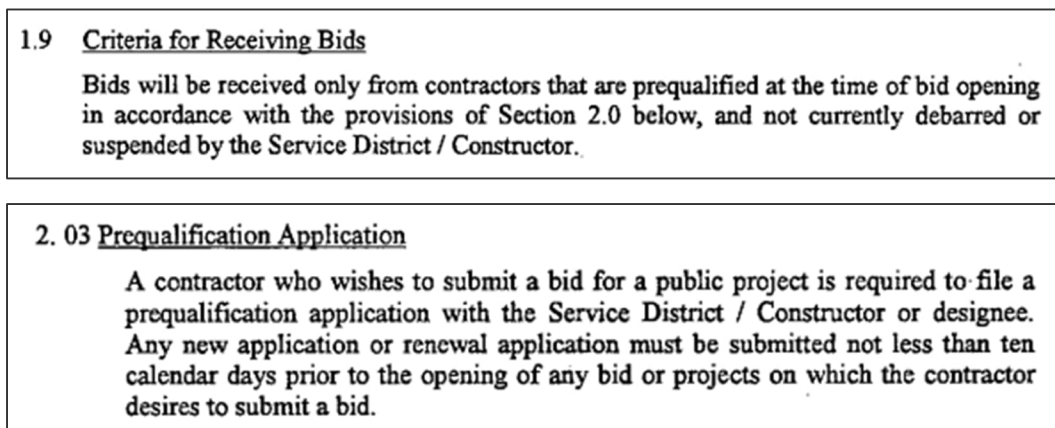 1.9 Criteria for Receiving Bids
Bids will be received only from contractors that are prequalified at the time of bid opening
in accordance with the provisions of Section 2.0 below, and not currently debarred or
suspended by the Service District / Constructor.
2. 03 Prequalification Application
A contractor who wishes to submit a bid for a public project is required to file a
prequalification application with the Service District / Constructor or designee.
Any new application or renewal application must be submitted not less than ten
calendar days prior to the opening of any bid or projects on which the contractor
desires to submit a bid.